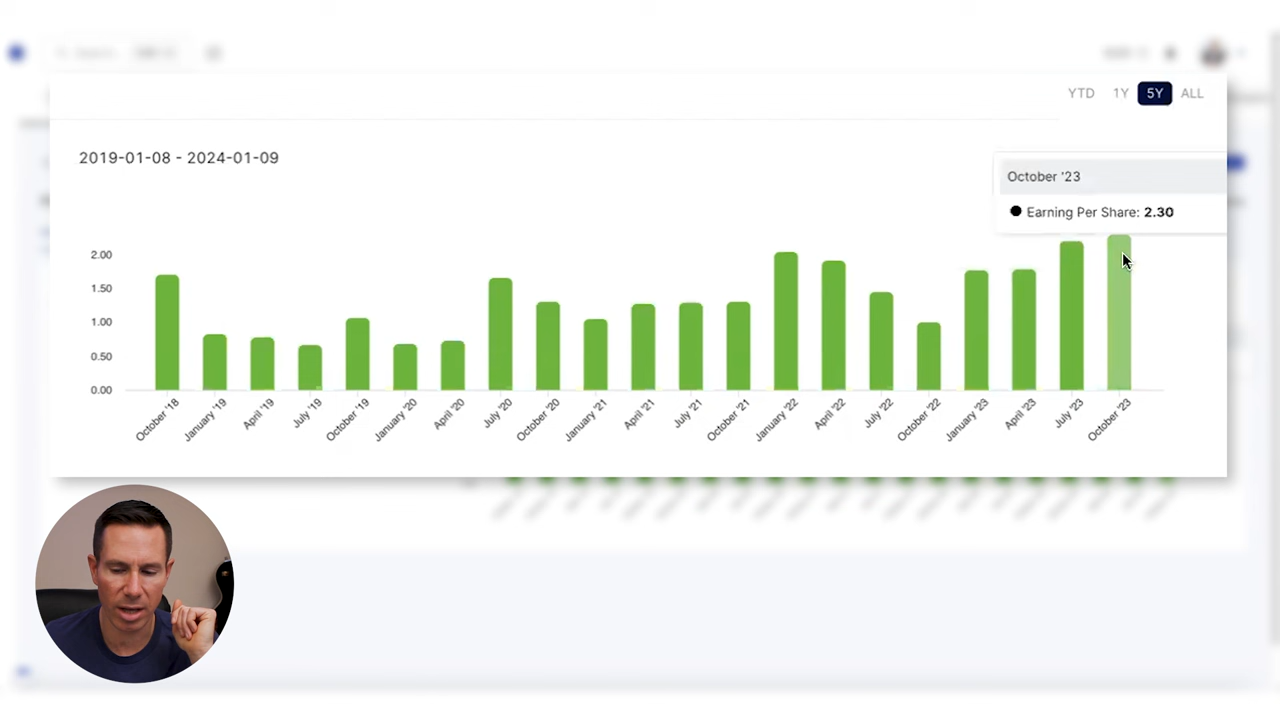 YTD 1Y 5Y ALL
2019-01-08 - 2024-01-09
October '23
Earning Per Share: 2.30
2.00
1.50
1.00
0.50
0.00
October '18 January '19 April '19 July '19 October '19 January '20 April '20 July '20 October '20 January '21 April '21 July '21 October '21 January '22 April '22 July '22 October '22 January '23 April '23 July '23 October '23